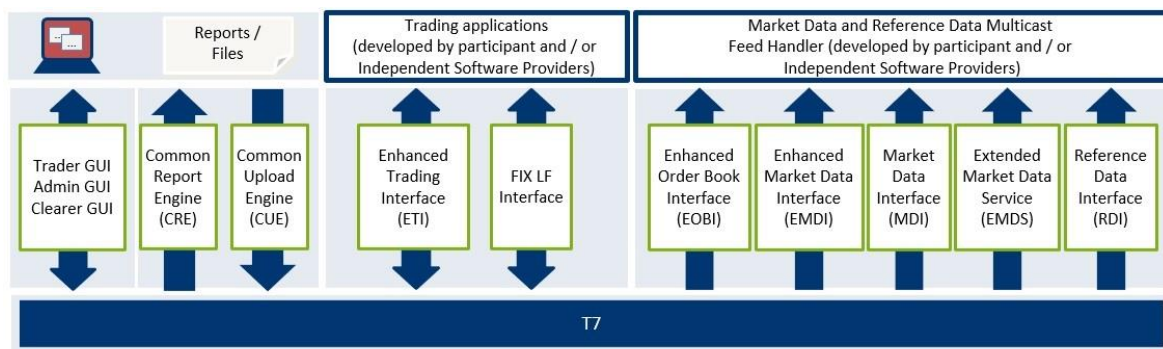 Reports /
Files
Trading applications
(developed by participant and / or
Independent Software Providers)
Market Data and Reference Data Multicast
Feed Handler (developed by participant and / or
Independent Software Providers)
Trader GUI
Admin GUI
Clearer GUI
Common
Report
Engine
(CRE)
Common
Upload
Engine
(CUE)
Enhanced
Trading
Interface
(ETI)
FIX LF
Interface
Enhanced
Order Book
Interface
(EOBI)
Enhanced
Market Data
Interface
(EMDI)
Market
Data
Interface
(MDI)
Extended
Market Data
Service
(EMDS)
Reference
Data
Interface
(RDI)
T7